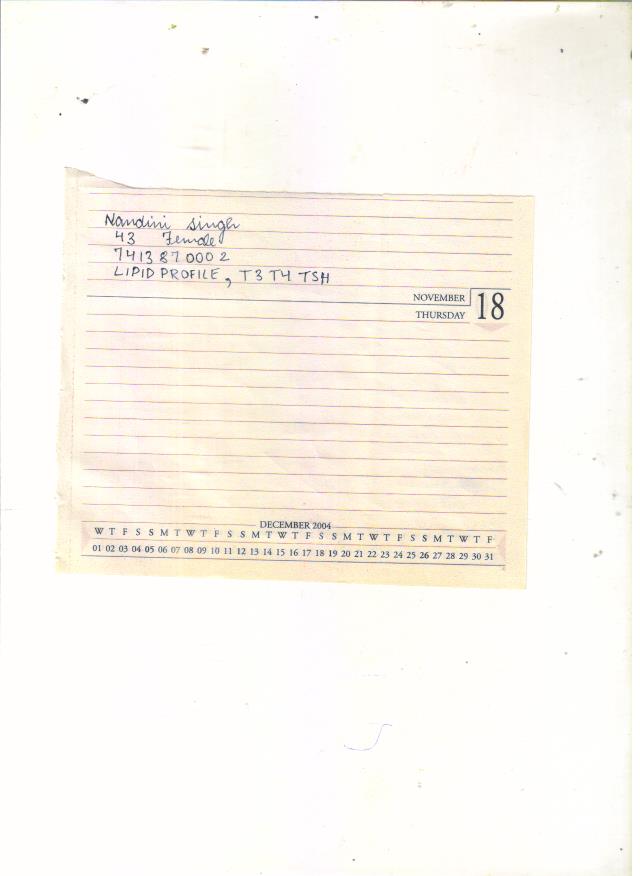 Nandini Singh
43 Female
7413870002
LIPID PROFILE, T3 T4 TSH
NOVEMBER 18
THURSDAY
DECEMBER 2004
W T F S S M T W T F S S M T W T F S S M T W T F S S M T W T F
01 02 03 04 05 06 07 08 09 10 11 12 13 14 15 16 17 18 19 20 21 22 23 24 25 26 27 28 29 30 31